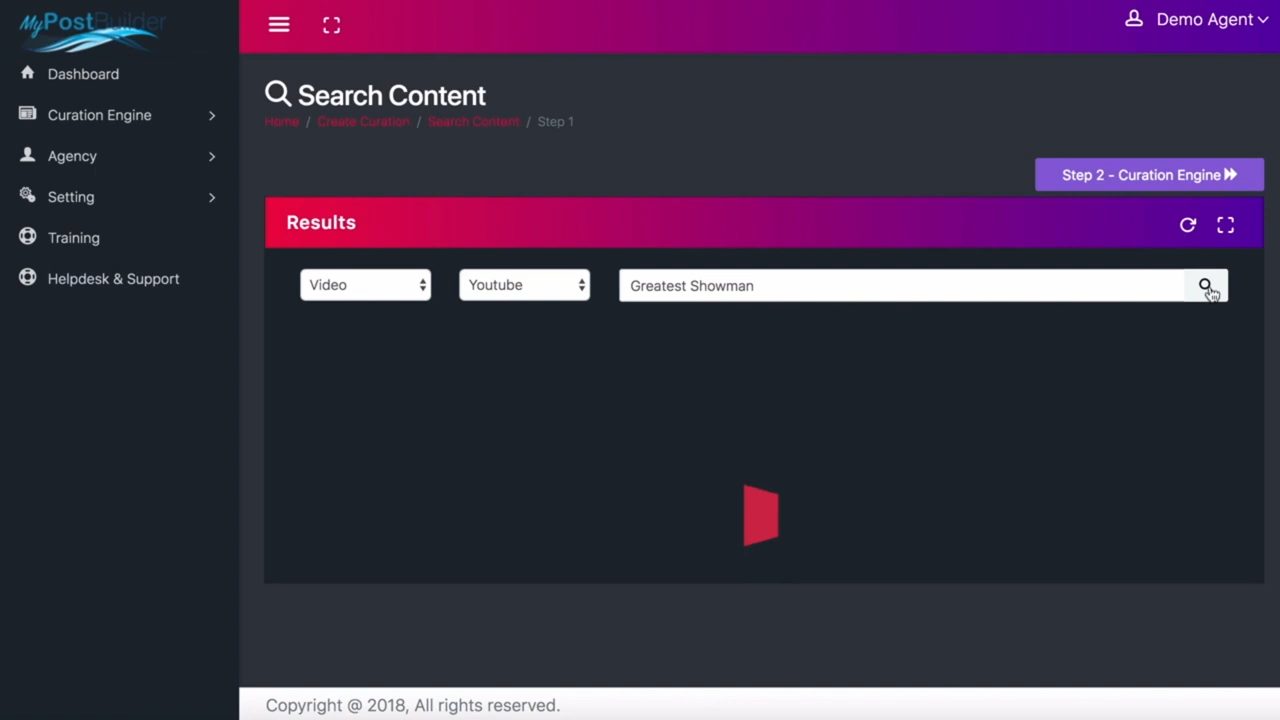 MyPostBuilder
Demo Agent
Dashboard
Curation Engine
Agency
Setting
Training
Helpdesk & Support
Search Content
Home / Create Curation / Search Content / Step 1
Step 2 - Curation Engine
Results
Video
Youtube
Greatest Showman
Copyright @ 2018, All rights reserved.